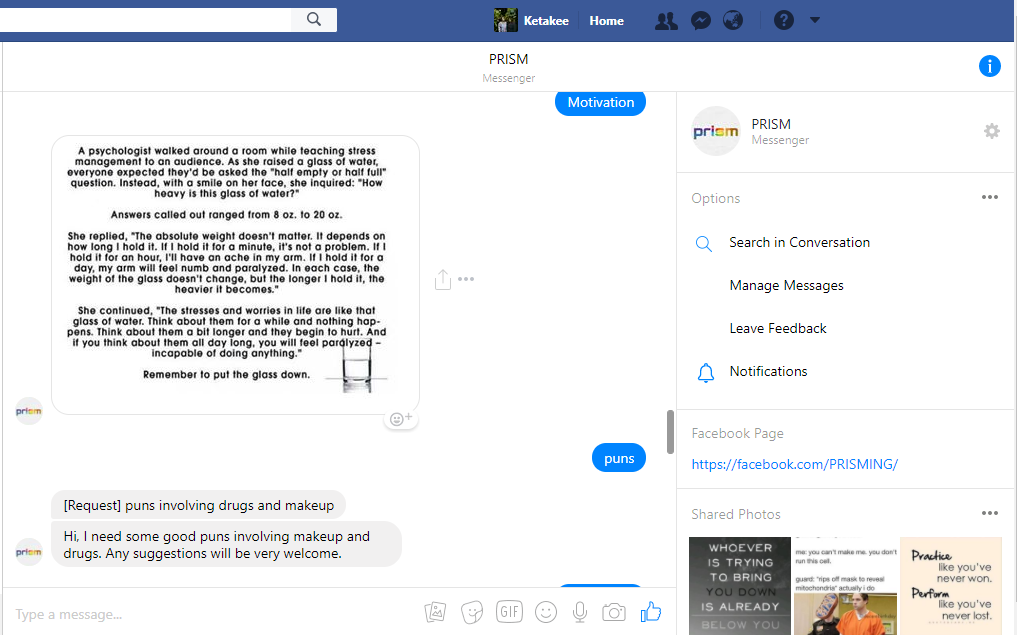 Ketakee
Home
PRISM
Messenger
Motivation
A psychologist walked around a room while teaching stress
management to an audience. As she raised a glass of water,
everyone expected they'd be asked the "half empty or half full"
question. Instead, with a smile on her face, she inquired: "How
heavy is this glass of water?"
Answers called out ranged from 8 oz. to 20 oz.
She replied, "The absolute weight doesn't matter. It depends on
how long I hold it. If I hold it for a minute, it's not a problem. If I
hold it for an hour, I'll have an ache in my arm. If I hold it for a
day, my arm will feel numb and paralyzed. In each case, the
weight of the glass doesn't change, but the longer I hold it, the
heavier it becomes."
She continued, "The stresses and worries in life are like that
glass of water. Think about them for a while and nothing hap-
pens. Think about them a bit longer and they begin to hurt. And
if you think about them all day long, you will feel paralyzed –
incapable of doing anything."
Remember to put the glass down.
prism
puns
[Request] puns involving drugs and makeup
Hi, I need some good puns involving makeup and
drugs. Any suggestions will be very welcome.
prism
Type a message...
GIF
prism
PRISM
Messenger
Options
Search in Conversation
Manage Messages
Leave Feedback
Notifications
Facebook Page
https://facebook.com/PRISMING/
Shared Photos
WHOEVER
IS TRYING
TO BRING
YOU DOWN
IS ALREADY
BELOW YOU
me: you can't make me. you don't
run this cell.
guard: *rips off mask to reveal
mitochondria* actually i do
Practice
like you've
never won.
Perform
like you've
never lost.